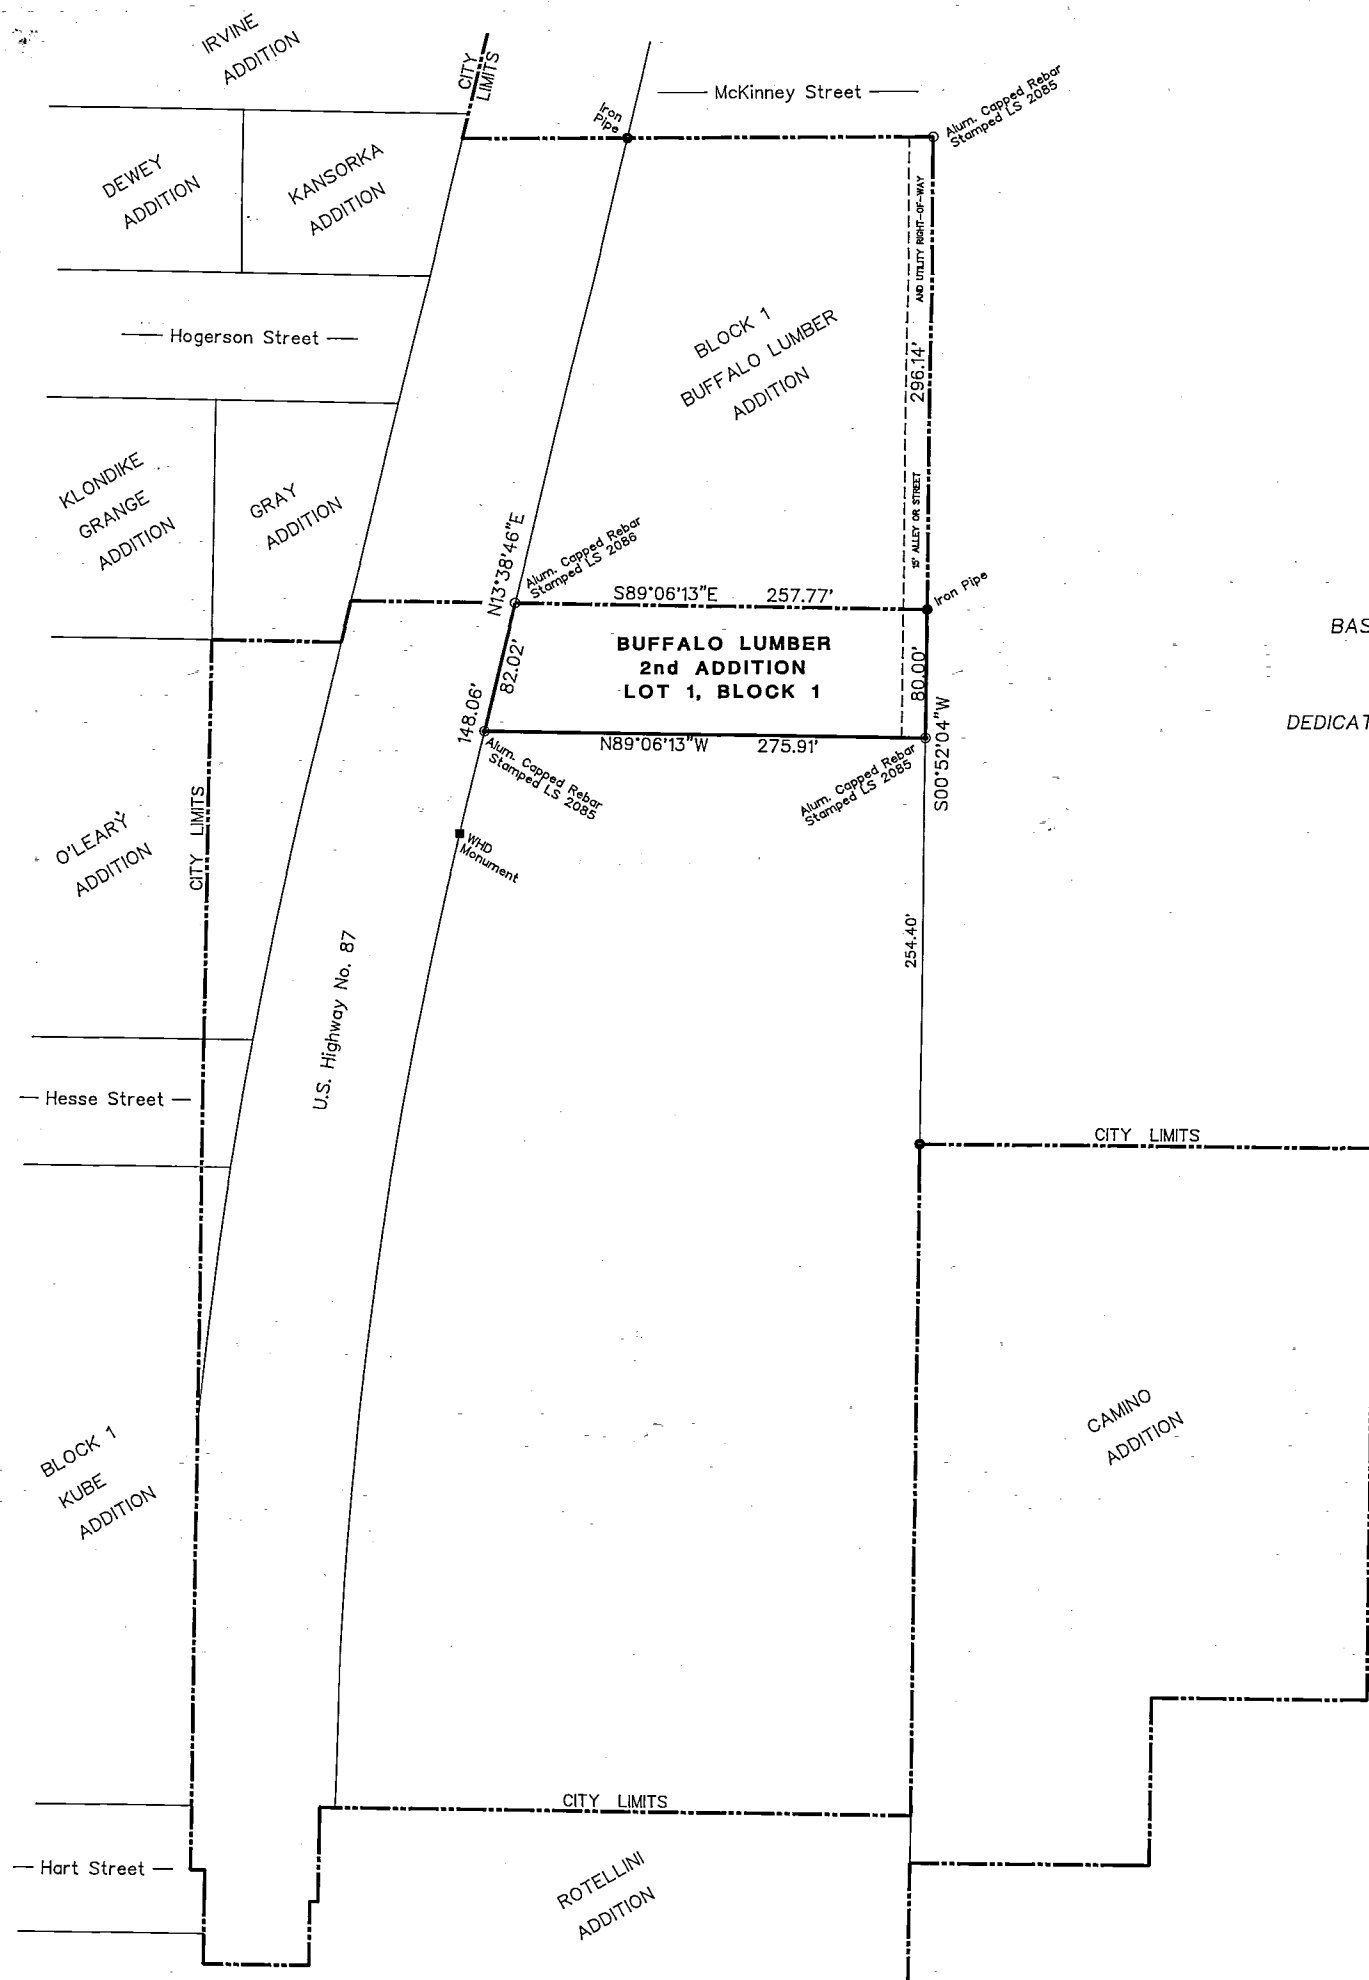 IRVINE
ADDITION
CITY
LIMITS
McKinney Street
Iron
Pipe
Alum. Capped Rebar
Stamped LS 2085
DEWEY
ADDITION
KANSORKA
ADDITION
AND UTILITY RIGHT-OF-WAY
Hogerson Street
BLOCK 1
BUFFALO LUMBER
ADDITION
296.14'
KLONDIKE
GRANGE
ADDITION
GRAY
ADDITION
15' ALLEY OR STREET
N13°38'46"E
Alum. Capped Rebar
Stamped LS 2086
S89°06'13"E 257.77'
Iron Pipe
BAS
BUFFALO LUMBER
2nd ADDITION
LOT 1, BLOCK 1
82.02'
80.00'
148.06'
N89°06'13"W 275.91'
S00°52'04"W
DEDICAT
Alum. Capped Rebar
Stamped LS 2085
Alum. Capped Rebar
Stamped LS 2085
WHD
Monument
O'LEARY
ADDITION
CITY LIMITS
254.40'
U.S. Highway No. 87
Hesse Street
CITY LIMITS
CAMINO
ADDITION
BLOCK 1
KUBE
ADDITION
CITY LIMITS
Hart Street
ROTELLINI
ADDITION